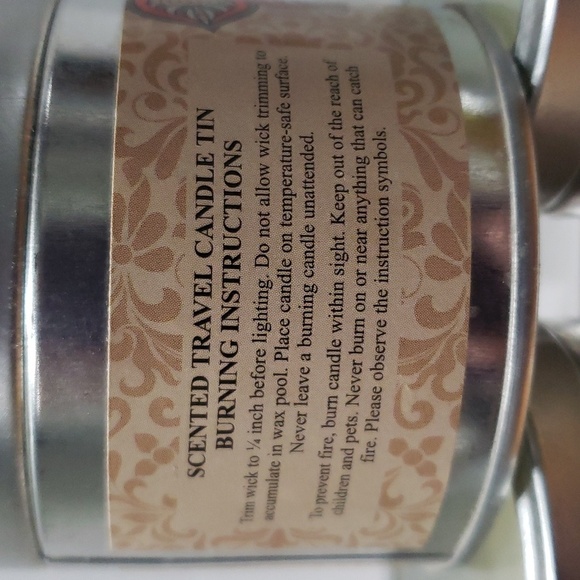 SCENTED TRAVEL CANDLE TIN
BURNING INSTRUCTIONS
Trim wick to ¼ inch before lighting. Do not allow wick trimming to
accumulate in wax pool. Place candle on temperature-safe surface.
Never leave a burning candle unattended.
To prevent fire, burn candle within sight. Keep out of the reach of
children and pets. Never burn on or near anything that can catch
fire. Please observe the instruction symbols.